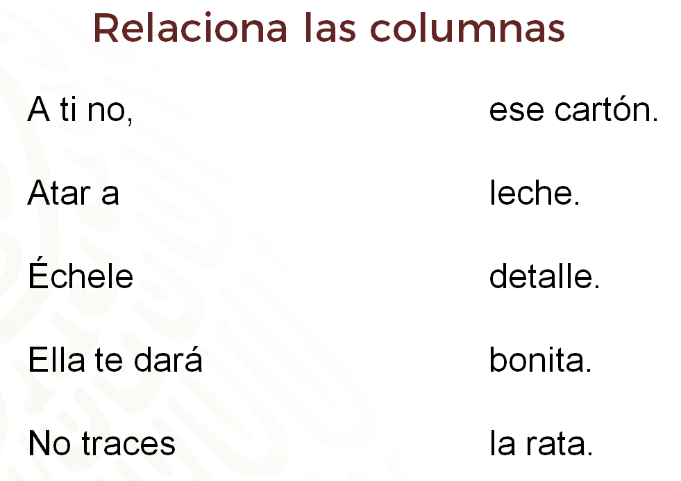 Relaciona las columnas
A ti no, ese cartón.
Atar a leche.
Échele detalle.
Ella te dará bonita.
No traces la rata.